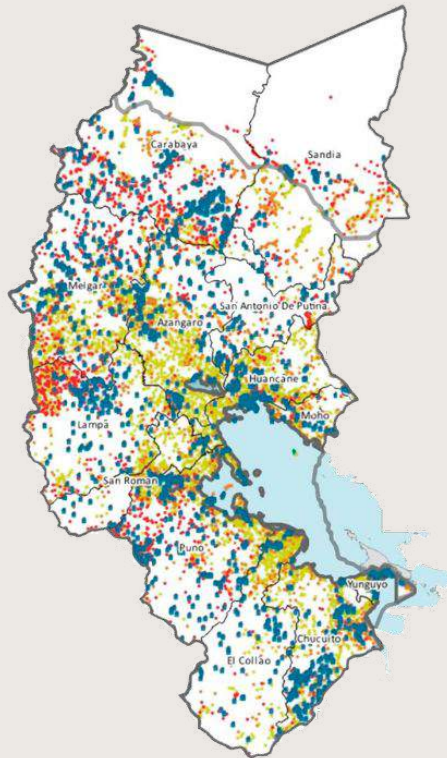 Carabaya
Sandia
Melgar
San Antonio De Putina
Azangaro
Huancane
Moho
Lampa
San Roman
Puno
Yunguyo
Chucuito
El Collao